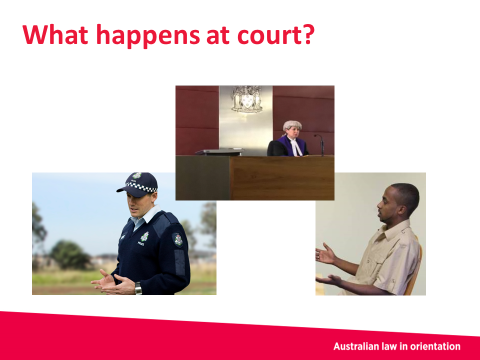 What happens at court?
Australian law in orientation